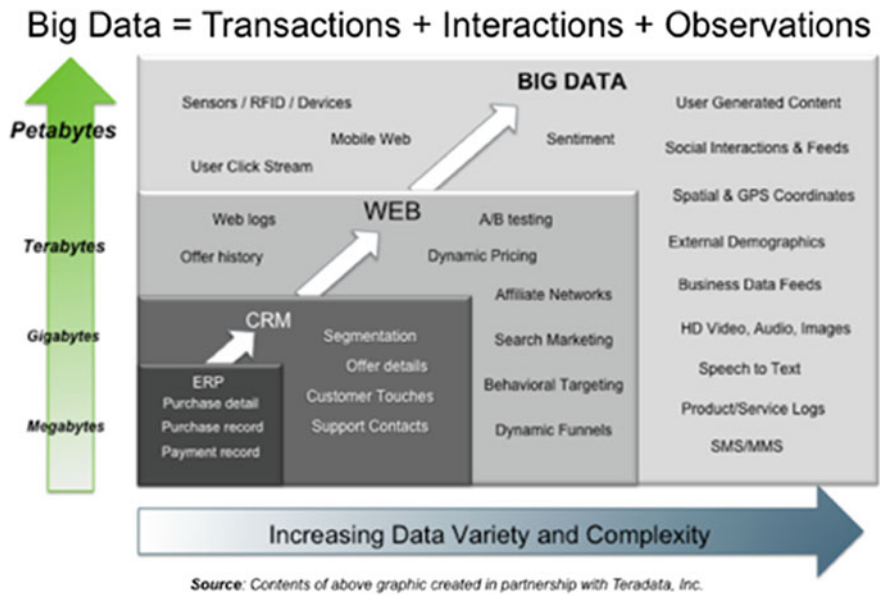 Big Data = Transactions + Interactions + Observations
Petabytes
Terabytes
Gigabytes
Megabytes
BIG DATA
Sensors / RFID / Devices
Mobile Web
User Click Stream
Sentiment
User Generated Content
Social Interactions & Feeds
Spatial & GPS Coordinates
External Demographics
Business Data Feeds
HD Video, Audio, Images
Speech to Text
Product/Service Logs
SMS/MMS
WEB
Web logs
Offer history
A/B testing
Dynamic Pricing
Affiliate Networks
Search Marketing
Behavioral Targeting
Dynamic Funnels
CRM
Segmentation
Offer details
Customer Touches
Support Contacts
ERP
Purchase detail
Purchase record
Payment record
Increasing Data Variety and Complexity
Source: Contents of above graphic created in partnership with Teradata, Inc.